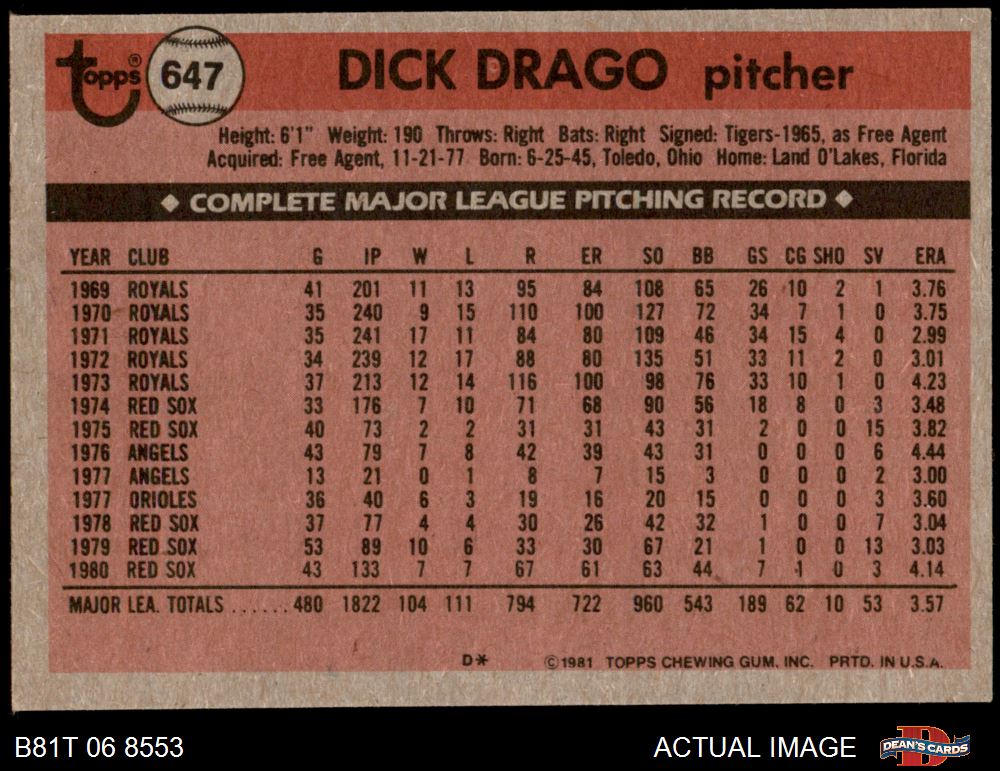 Topps® 647 DICK DRAGO pitcher
Height: 6'1" Weight: 190 Throws: Right Bats: Right Signed: Tigers-1965, as Free Agent
Acquired: Free Agent, 11-21-77 Born: 6-25-45, Toledo, Ohio Home: Land O'Lakes, Florida
◆ COMPLETE MAJOR LEAGUE PITCHING RECORD ◆
YEAR CLUB G IP W L R ER SO BB GS CG SHO SV ERA
1969 ROYALS 41 201 11 13 95 84 108 65 26 10 2 1 3.76
1970 ROYALS 35 240 9 15 110 100 127 72 34 7 1 0 3.75
1971 ROYALS 35 241 17 11 84 80 109 46 34 15 4 0 2.99
1972 ROYALS 34 239 12 17 88 80 135 51 33 11 2 0 3.01
1973 ROYALS 37 213 12 14 116 100 98 76 33 10 1 0 4.23
1974 RED SOX 33 176 7 10 71 68 90 56 18 8 0 3 3.48
1975 RED SOX 40 73 2 2 31 31 43 31 2 0 0 15 3.82
1976 ANGELS 43 79 7 8 42 39 43 31 0 0 0 6 4.44
1977 ANGELS 13 21 0 1 8 7 15 3 0 0 0 2 3.00
1977 ORIOLES 36 40 6 3 19 16 20 15 0 0 0 3 3.60
1978 RED SOX 37 77 4 4 30 26 42 32 1 0 0 7 3.04
1979 RED SOX 53 89 10 6 33 30 67 21 1 0 0 13 3.03
1980 RED SOX 43 133 7 7 67 61 63 44 7 1 0 3 4.14
MAJOR LEA. TOTALS ......480 1822 104 111 794 722 960 543 189 62 10 53 3.57
D* ©1981 TOPPS CHEWING GUM, INC. PRTD. IN U.S.A.
B81T 06 8553 ACTUAL IMAGE DEAN'S CARDS